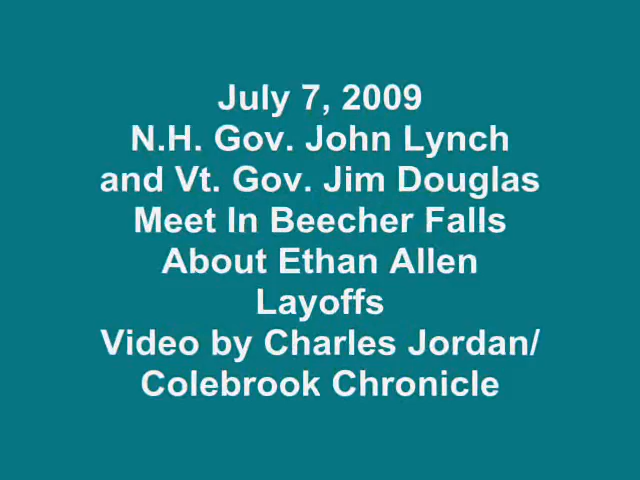 July 7, 2009
N.H. Gov. John Lynch
and Vt. Gov. Jim Douglas
Meet In Beecher Falls
About Ethan Allen
Layoffs
Video by Charles Jordan/
Colebrook Chronicle